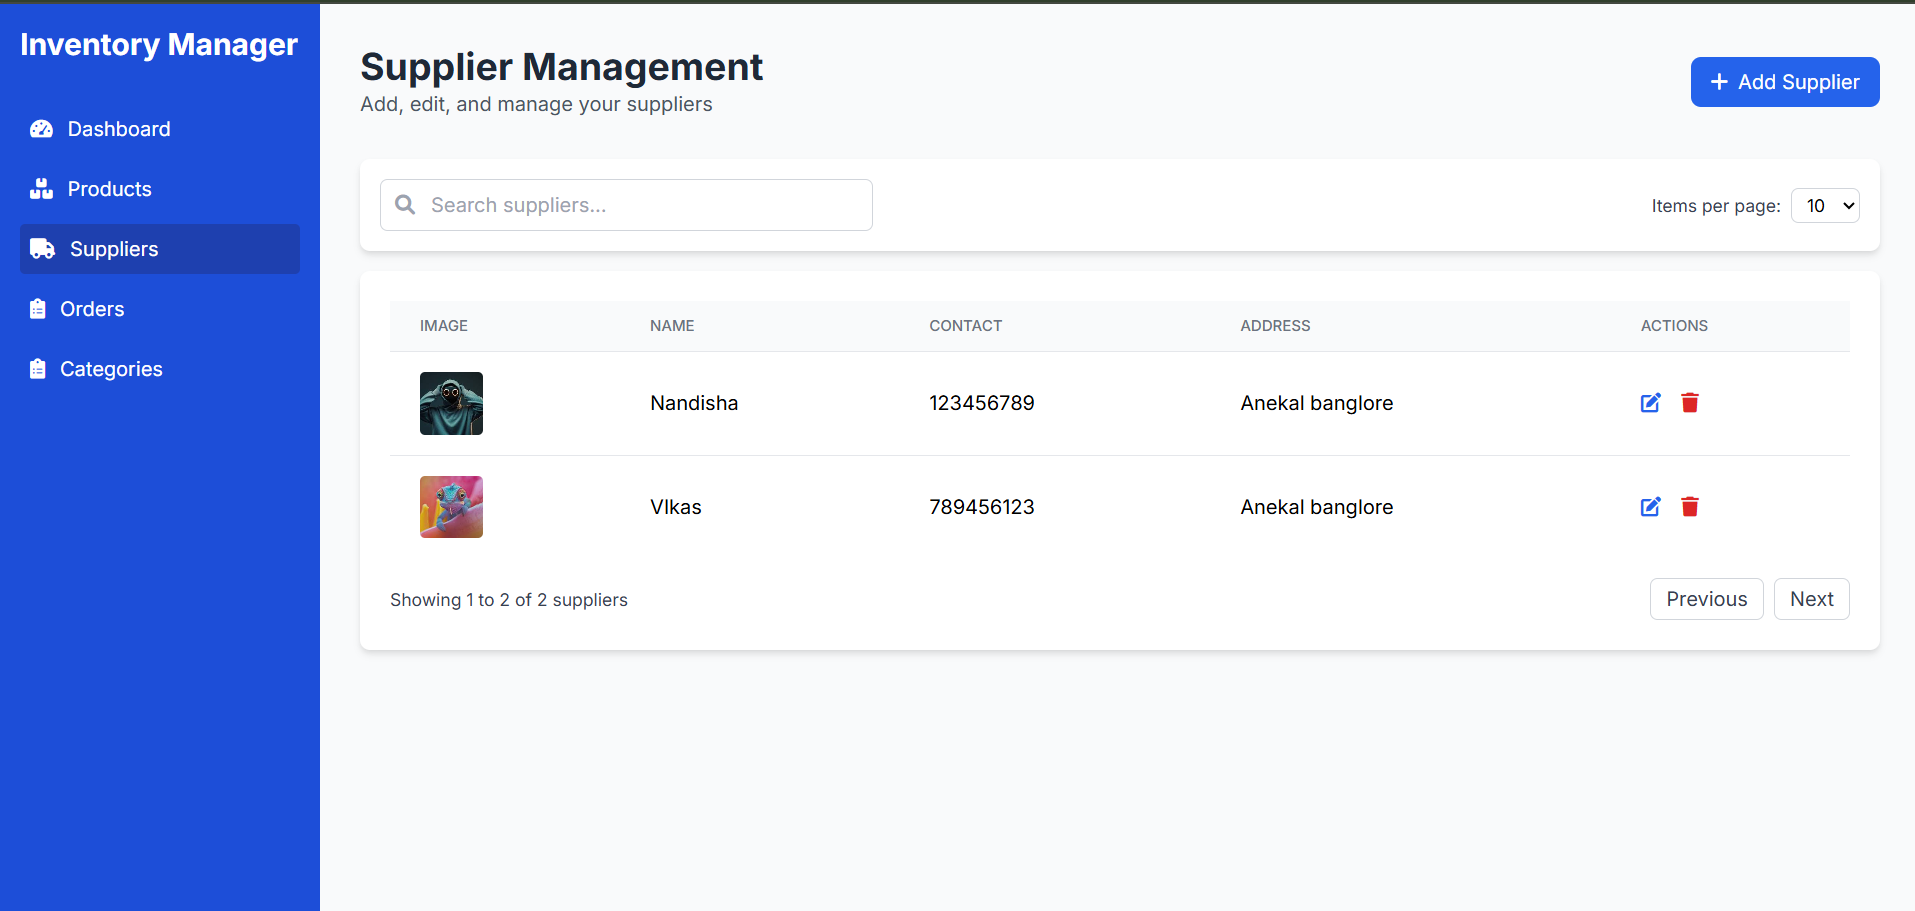 Inventory Manager
Dashboard
Products
Suppliers
Orders
Categories
Supplier Management
Add, edit, and manage your suppliers
Add Supplier
Search suppliers...
Items per page: 10
IMAGE NAME CONTACT ADDRESS ACTIONS
Nandisha 123456789 Anekal banglore
VIkas 789456123 Anekal banglore
Showing 1 to 2 of 2 suppliers
Previous Next